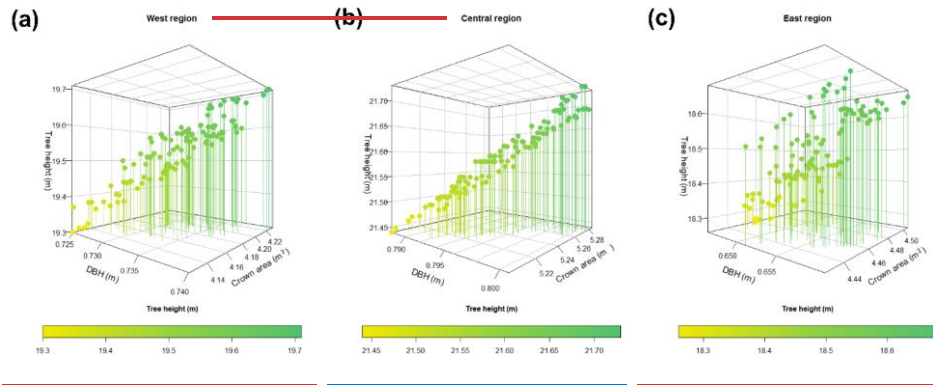 (a)
West region
19.7
19.6
19.5
19.4
19.3
Tree height (m)
0.725
0.730
0.735
0.740
DBH (m)
4.14
4.16
4.18
4.20
4.22
Crown area (m²)
Tree height (m)
19.3 19.4 19.5 19.6 19.7
(b)
Central region
21.70
21.65
21.60
21.55
21.50
21.45
Tree height (m)
0.790
0.795
0.800
DBH (m)
5.22
5.24
5.26
5.28
Crown area (m²)
Tree height (m)
21.45 21.50 21.55 21.60 21.65 21.70
(c)
East region
18.6
18.5
18.4
18.3
Tree height (m)
0.650
0.655
DBH (m)
4.44
4.46
4.48
4.50
Crown area (m²)
Tree height (m)
18.3 18.4 18.5 18.6